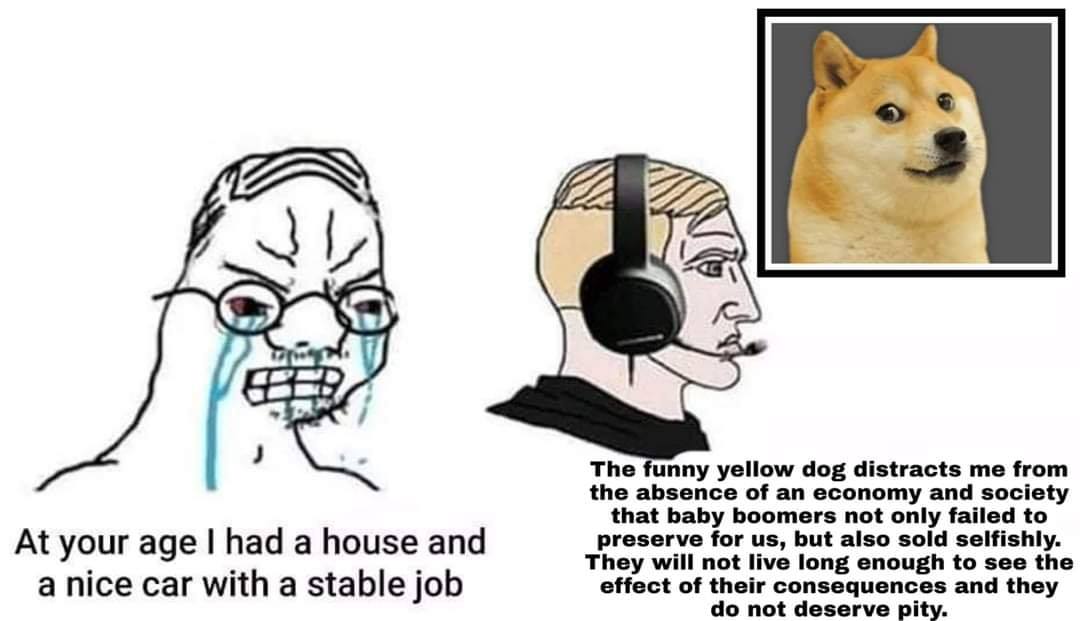 At your age I had a house and
a nice car with a stable job
The funny yellow dog distracts me from
the absence of an economy and society
that baby boomers not only failed to
preserve for us, but also sold selfishly.
They will not live long enough to see the
effect of their consequences and they
do not deserve pity.